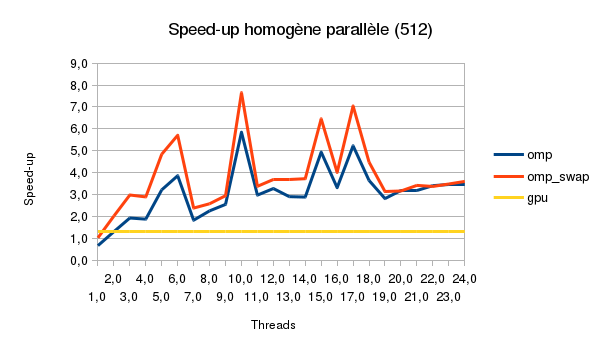 Speed-up homogène parallèle (512)
9,0
8,0
7,0
6,0
5,0
4,0
3,0
2,0
1,0
0,0
Speed-up
2,0 4,0 6,0 8,0 10,0 12,0 14,0 16,0 18,0 20,0 22,0 24,0
1,0 3,0 5,0 7,0 9,0 11,0 13,0 15,0 17,0 19,0 21,0 23,0
Threads
omp
omp_swap
gpu